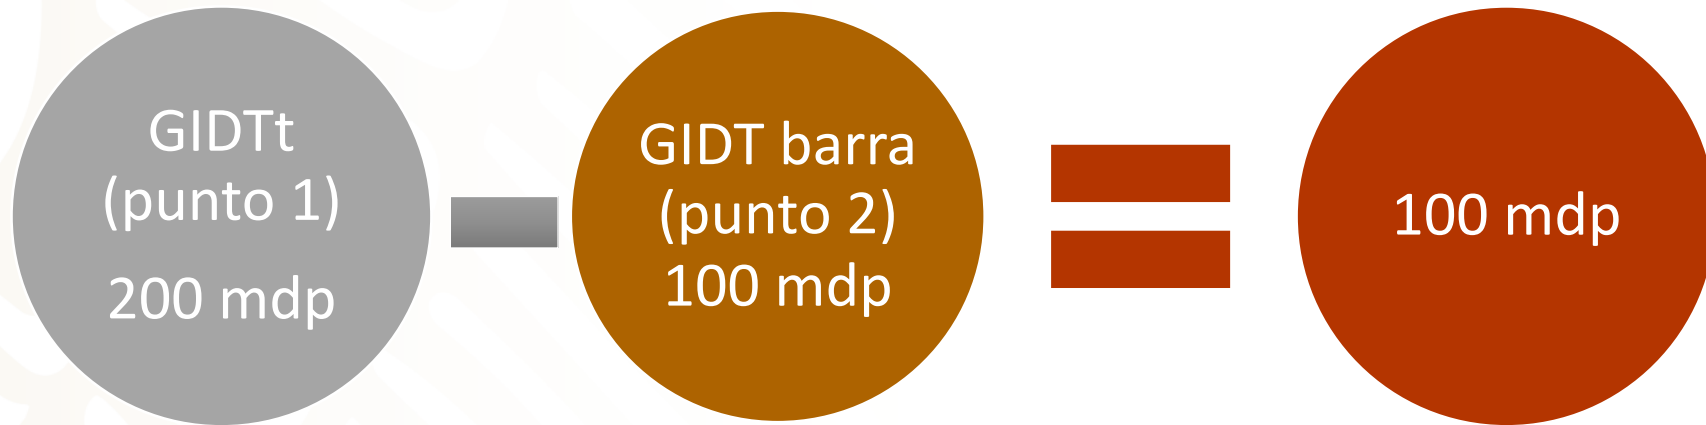 GIDTt
(punto 1)
200 mdp
GIDT barra
(punto 2)
100 mdp
100 mdp